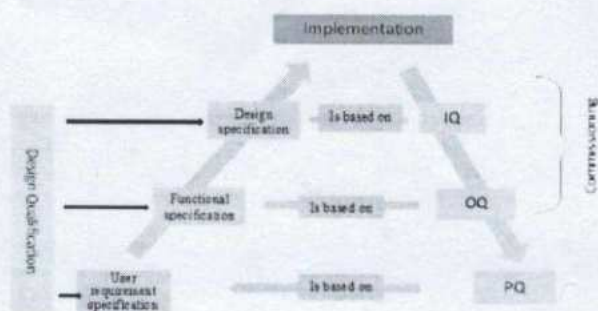 Implementation
Design
specification
Is based on
IQ
Functional
specification
Is based on
OQ
User
requirement
specification
Is based on
PQ
Design Qualification
Commissioning